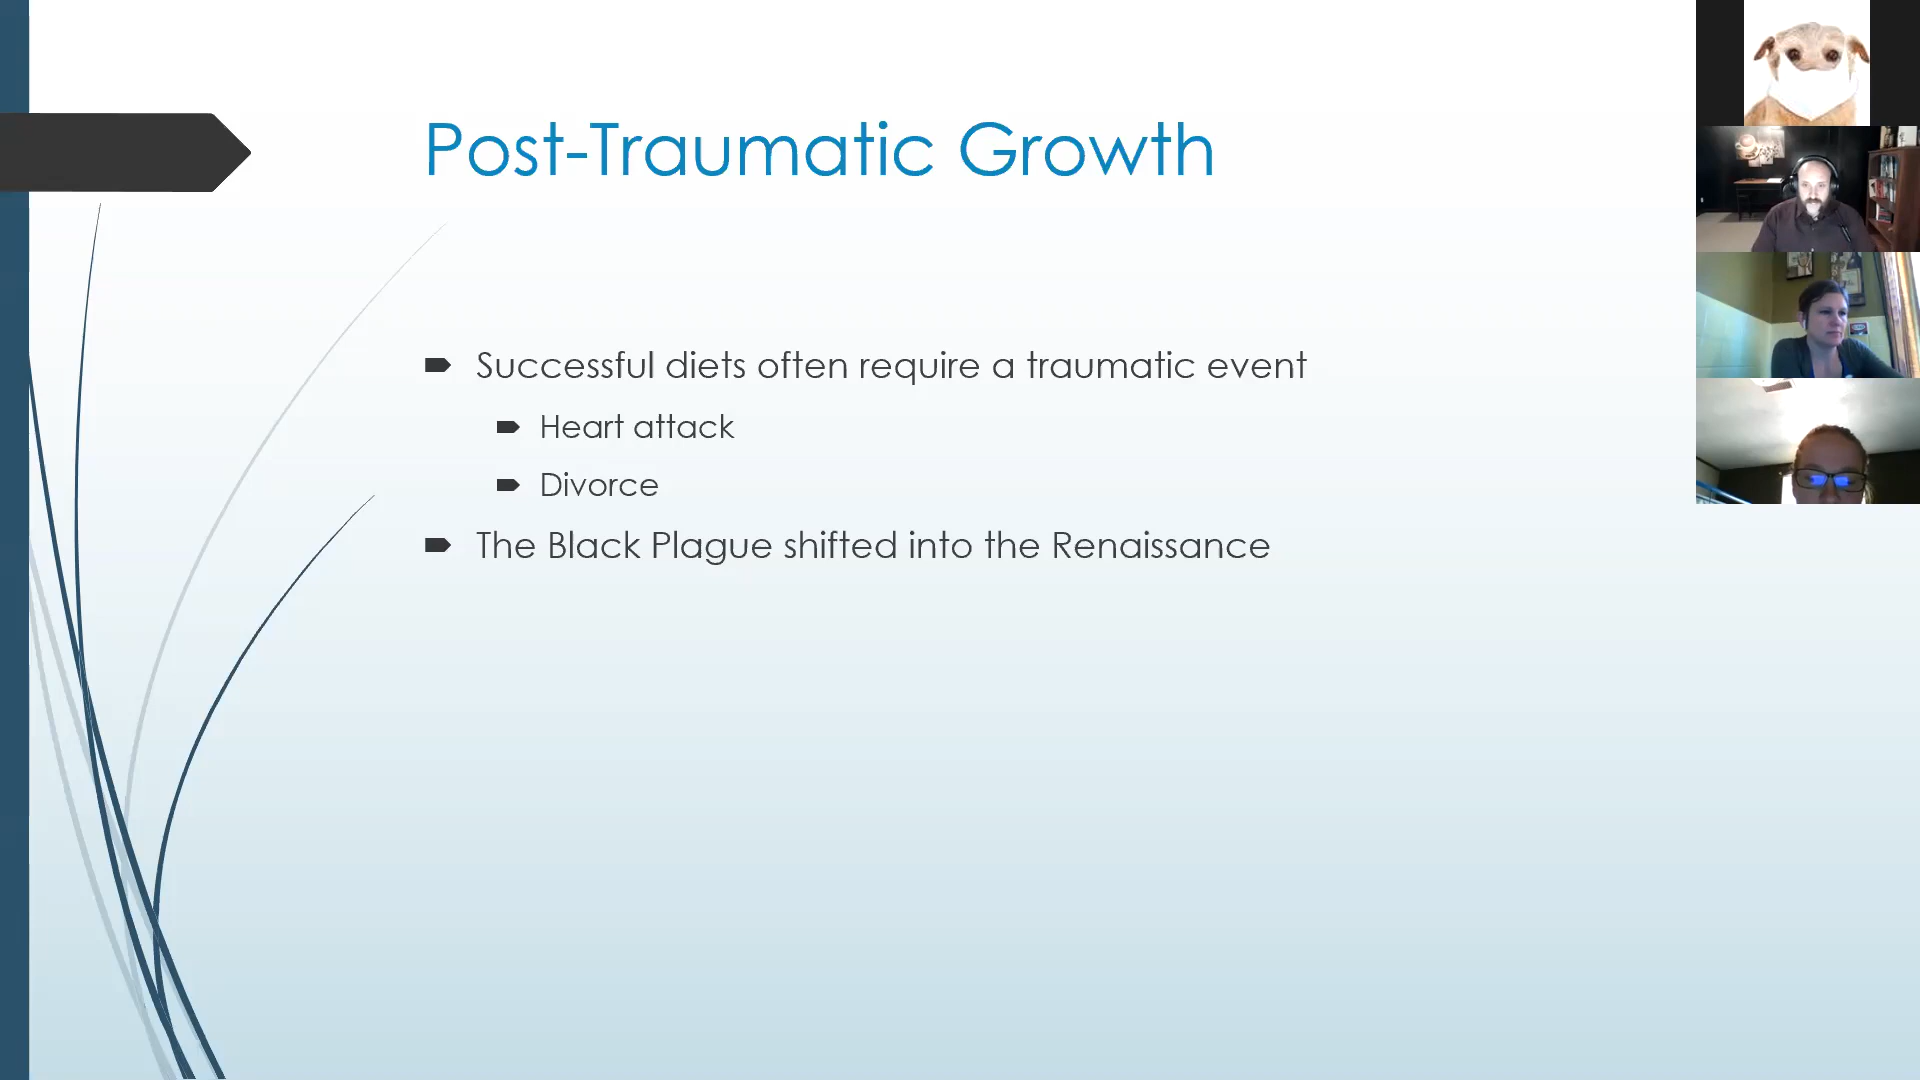 Post-Traumatic Growth
Successful diets often require a traumatic event
Heart attack
Divorce
The Black Plague shifted into the Renaissance